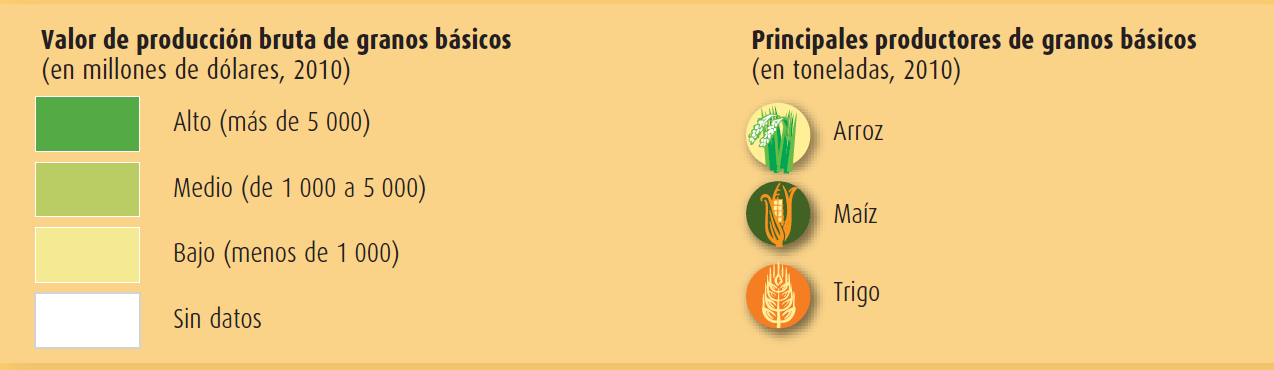 Valor de producción bruta de granos básicos
(en millones de dólares, 2010)
Alto (más de 5 000)
Medio (de 1 000 a 5 000)
Bajo (menos de 1 000)
Sin datos
Principales productores de granos básicos
(en toneladas, 2010)
Arroz
Maíz
Trigo